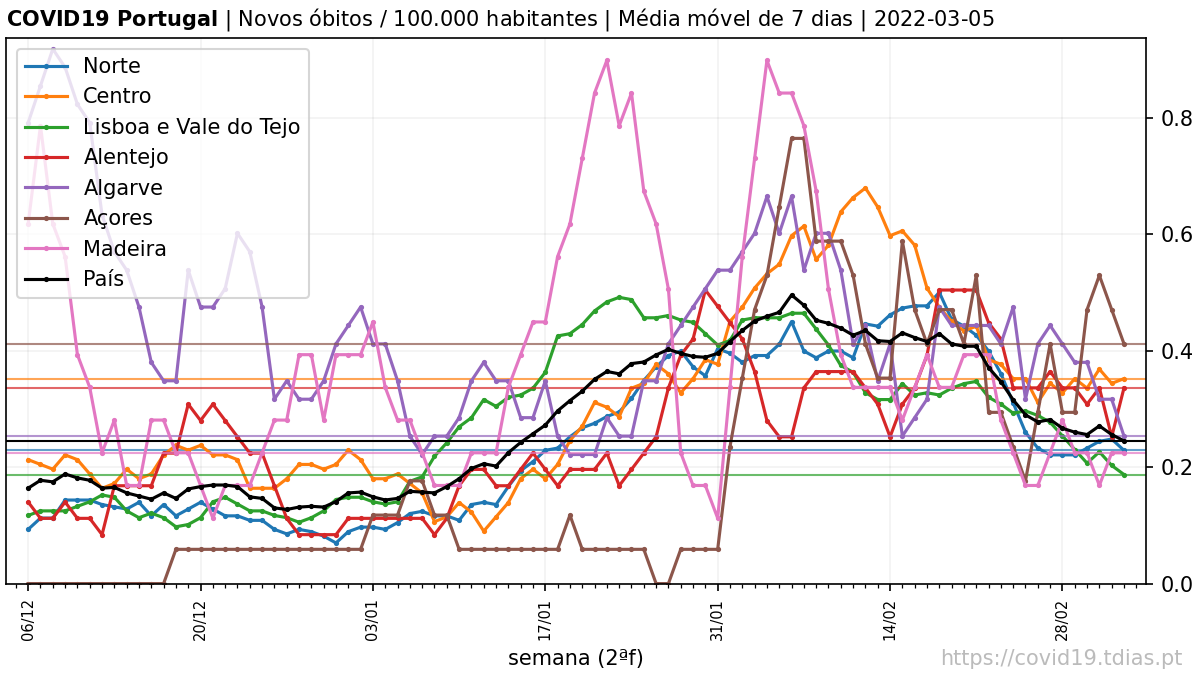 COVID19 Portugal | Novos óbitos / 100.000 habitantes | Média móvel de 7 dias | 2022-03-05
Norte
Centro
Lisboa e Vale do Tejo
Alentejo
Algarve
Açores
Madeira
País
0.8
0.6
0.4
0.2
0.0
06/12
20/12
03/01
17/01
31/01
14/02
28/02
semana (2ªf)
https://covid19.tdias.pt